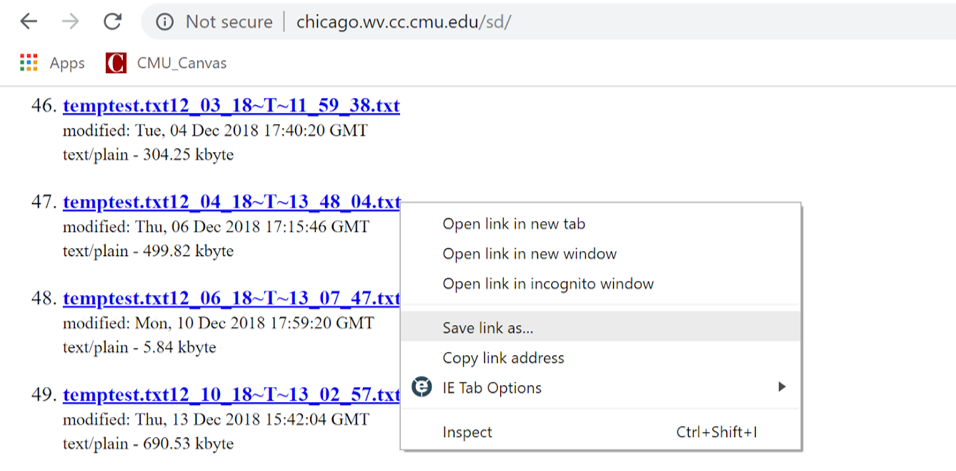 Not secure | chicago.wv.cc.cmu.edu/sd/
Apps CMU_Canvas
46. temptest.txt12_03_18~T~11_59_38.txt
modified: Tue, 04 Dec 2018 17:40:20 GMT
text/plain - 304.25 kbyte
47. temptest.txt12_04_18~T~13_48_04.txt
modified: Thu, 06 Dec 2018 17:15:46 GMT
text/plain - 499.82 kbyte
48. temptest.txt12_06_18~T~13_07_47.txt
modified: Mon, 10 Dec 2018 17:59:20 GMT
text/plain - 5.84 kbyte
49. temptest.txt12_10_18~T~13_02_57.txt
modified: Thu, 13 Dec 2018 15:42:04 GMT
text/plain - 690.53 kbyte
Open link in new tab
Open link in new window
Open link in incognito window
Save link as...
Copy link address
IE Tab Options
Inspect Ctrl+Shift+I